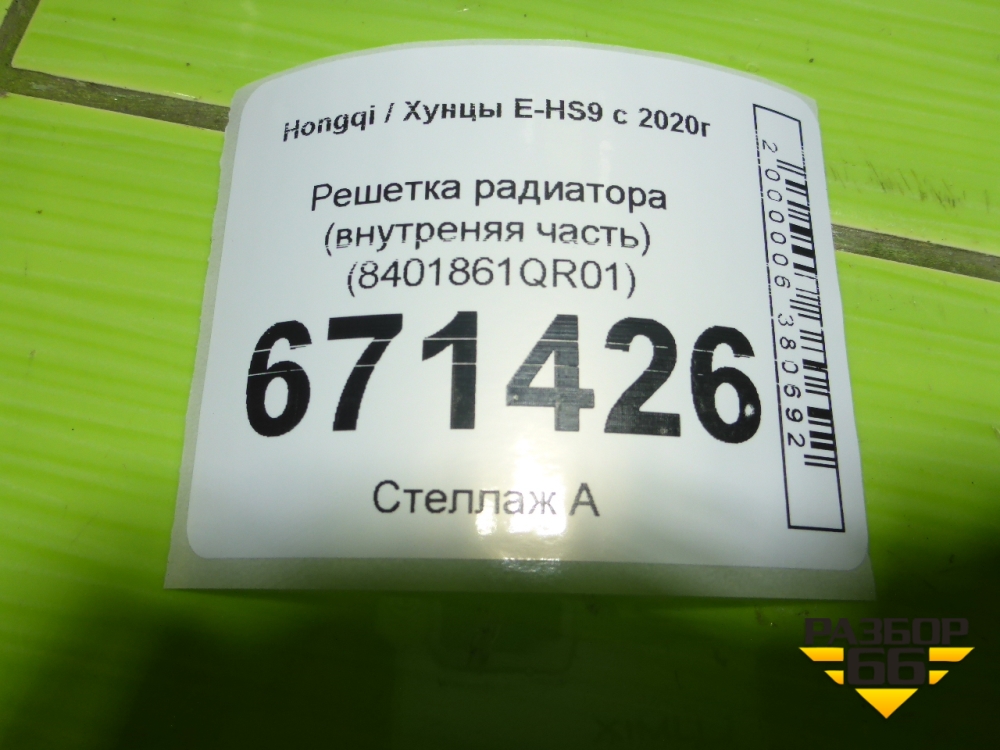 Hongqi / Хунцы E-HS9 с 2020г
Решетка радиатора
(внутреняя часть)
(8401861QR01)
671426
Стеллаж А
2000006380692
РАЗБОР
66